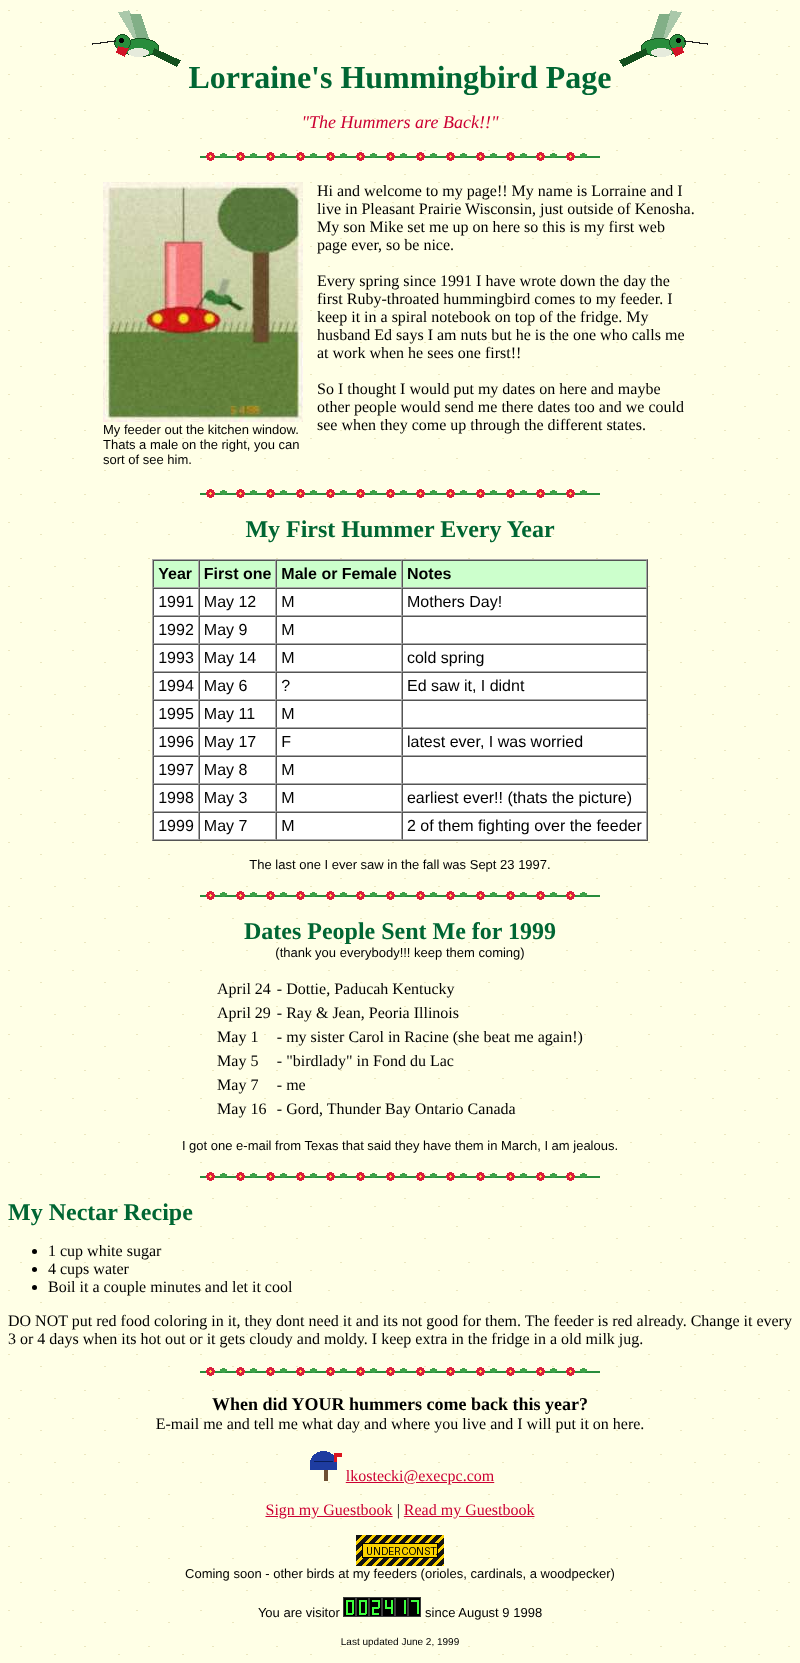 Lorraine's Hummingbird Page
"The Hummers are Back!!"
Hi and welcome to my page!! My name is Lorraine and I
live in Pleasant Prairie Wisconsin, just outside of Kenosha.
My son Mike set me up on here so this is my first web
page ever, so be nice.
Every spring since 1991 I have wrote down the day the
first Ruby-throated hummingbird comes to my feeder. I
keep it in a spiral notebook on top of the fridge. My
husband Ed says I am nuts but he is the one who calls me
at work when he sees one first!!
So I thought I would put my dates on here and maybe
other people would send me there dates too and we could
see when they come up through the different states.
My feeder out the kitchen window.
Thats a male on the right, you can
sort of see him.
My First Hummer Every Year
Year First one Male or Female Notes
1991 May 12 M Mothers Day!
1992 May 9 M
1993 May 14 M cold spring
1994 May 6 ? Ed saw it, I didnt
1995 May 11 M
1996 May 17 F latest ever, I was worried
1997 May 8 M
1998 May 3 M earliest ever!! (thats the picture)
1999 May 7 M 2 of them fighting over the feeder
The last one I ever saw in the fall was Sept 23 1997.
Dates People Sent Me for 1999
(thank you everybody!!! keep them coming)
April 24 - Dottie, Paducah Kentucky
April 29 - Ray & Jean, Peoria Illinois
May 1 - my sister Carol in Racine (she beat me again!)
May 5 - "birdlady" in Fond du Lac
May 7 - me
May 16 - Gord, Thunder Bay Ontario Canada
I got one e-mail from Texas that said they have them in March, I am jealous.
My Nectar Recipe
• 1 cup white sugar
• 4 cups water
• Boil it a couple minutes and let it cool
DO NOT put red food coloring in it, they dont need it and its not good for them. The feeder is red already. Change it every
3 or 4 days when its hot out or it gets cloudy and moldy. I keep extra in the fridge in a old milk jug.
When did YOUR hummers come back this year?
E-mail me and tell me what day and where you live and I will put it on here.
lkostecki@execpc.com
Sign my Guestbook | Read my Guestbook
UNDERCONST
Coming soon - other birds at my feeders (orioles, cardinals, a woodpecker)
You are visitor 002417 since August 9 1998
Last updated June 2, 1999